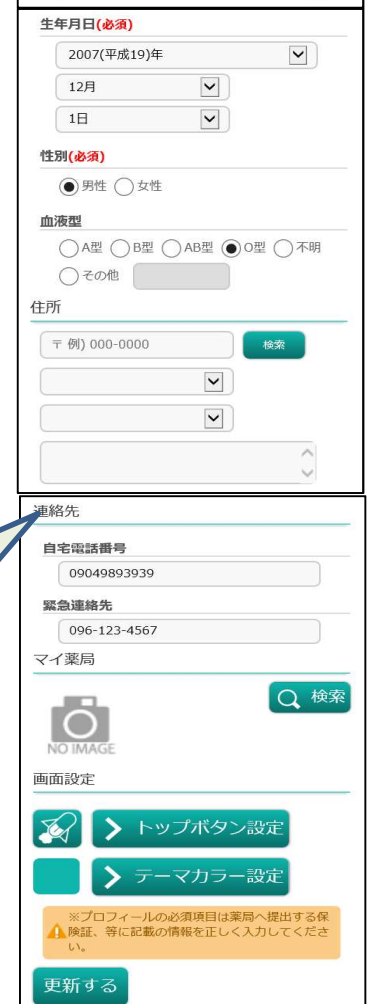 生年月日(必須)
2007(平成19)年
12月
1日
性別(必須)
男性 女性
血液型
A型 B型 AB型 O型 不明
その他
住所
〒 例) 000-0000 検索
連絡先
自宅電話番号
09049893939
緊急連絡先
096-123-4567
マイ薬局
検索
NO IMAGE
画面設定
トップボタン設定
テーマカラー設定
※プロフィールの必須項目は薬局へ提出する保
険証、等に記載の情報を正しく入力してくださ
い。
更新する